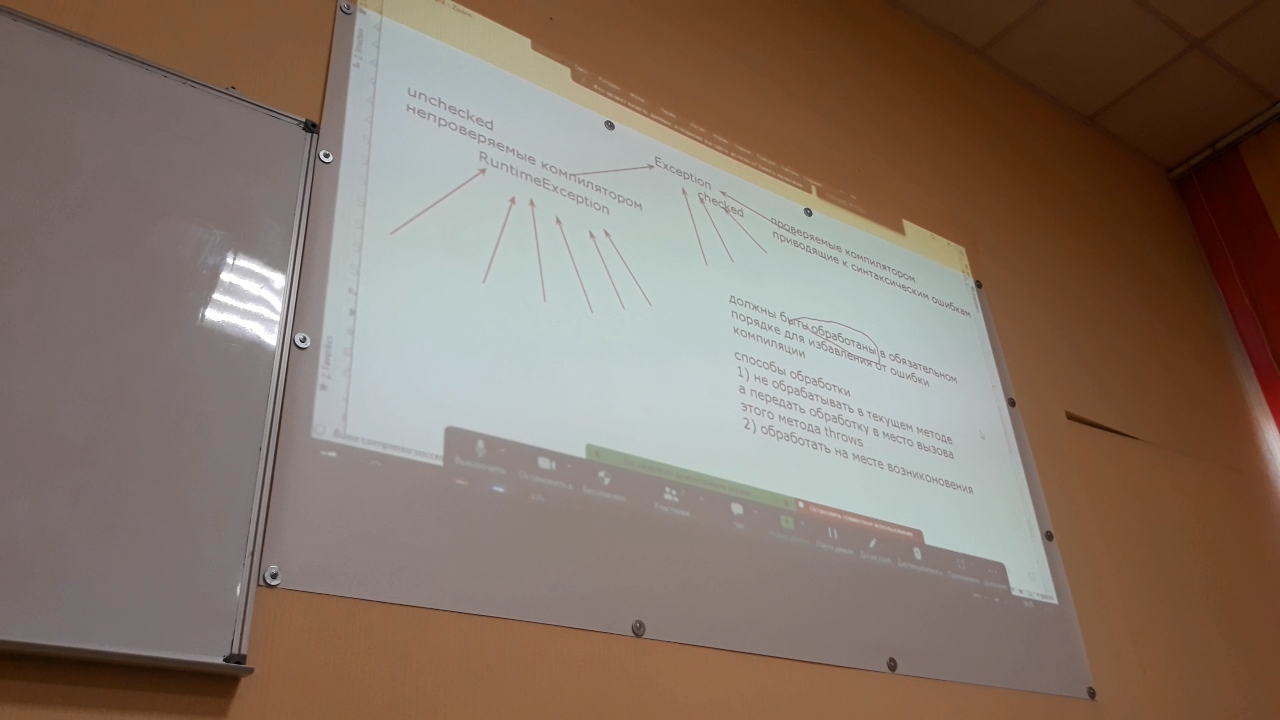 unchecked
непроверяемые компилятором
RuntimeException
Exception
checked
проверяемые компилятором
приводящие к синтаксическим ошибкам
должны быть обработаны в обязательном
порядке для избавления от ошибки
компиляции
способы обработки
1) не обрабатывать в текущем методе
а передать обработку в место вызова
этого метода throws
2) обработать на месте возниконовения
Участники